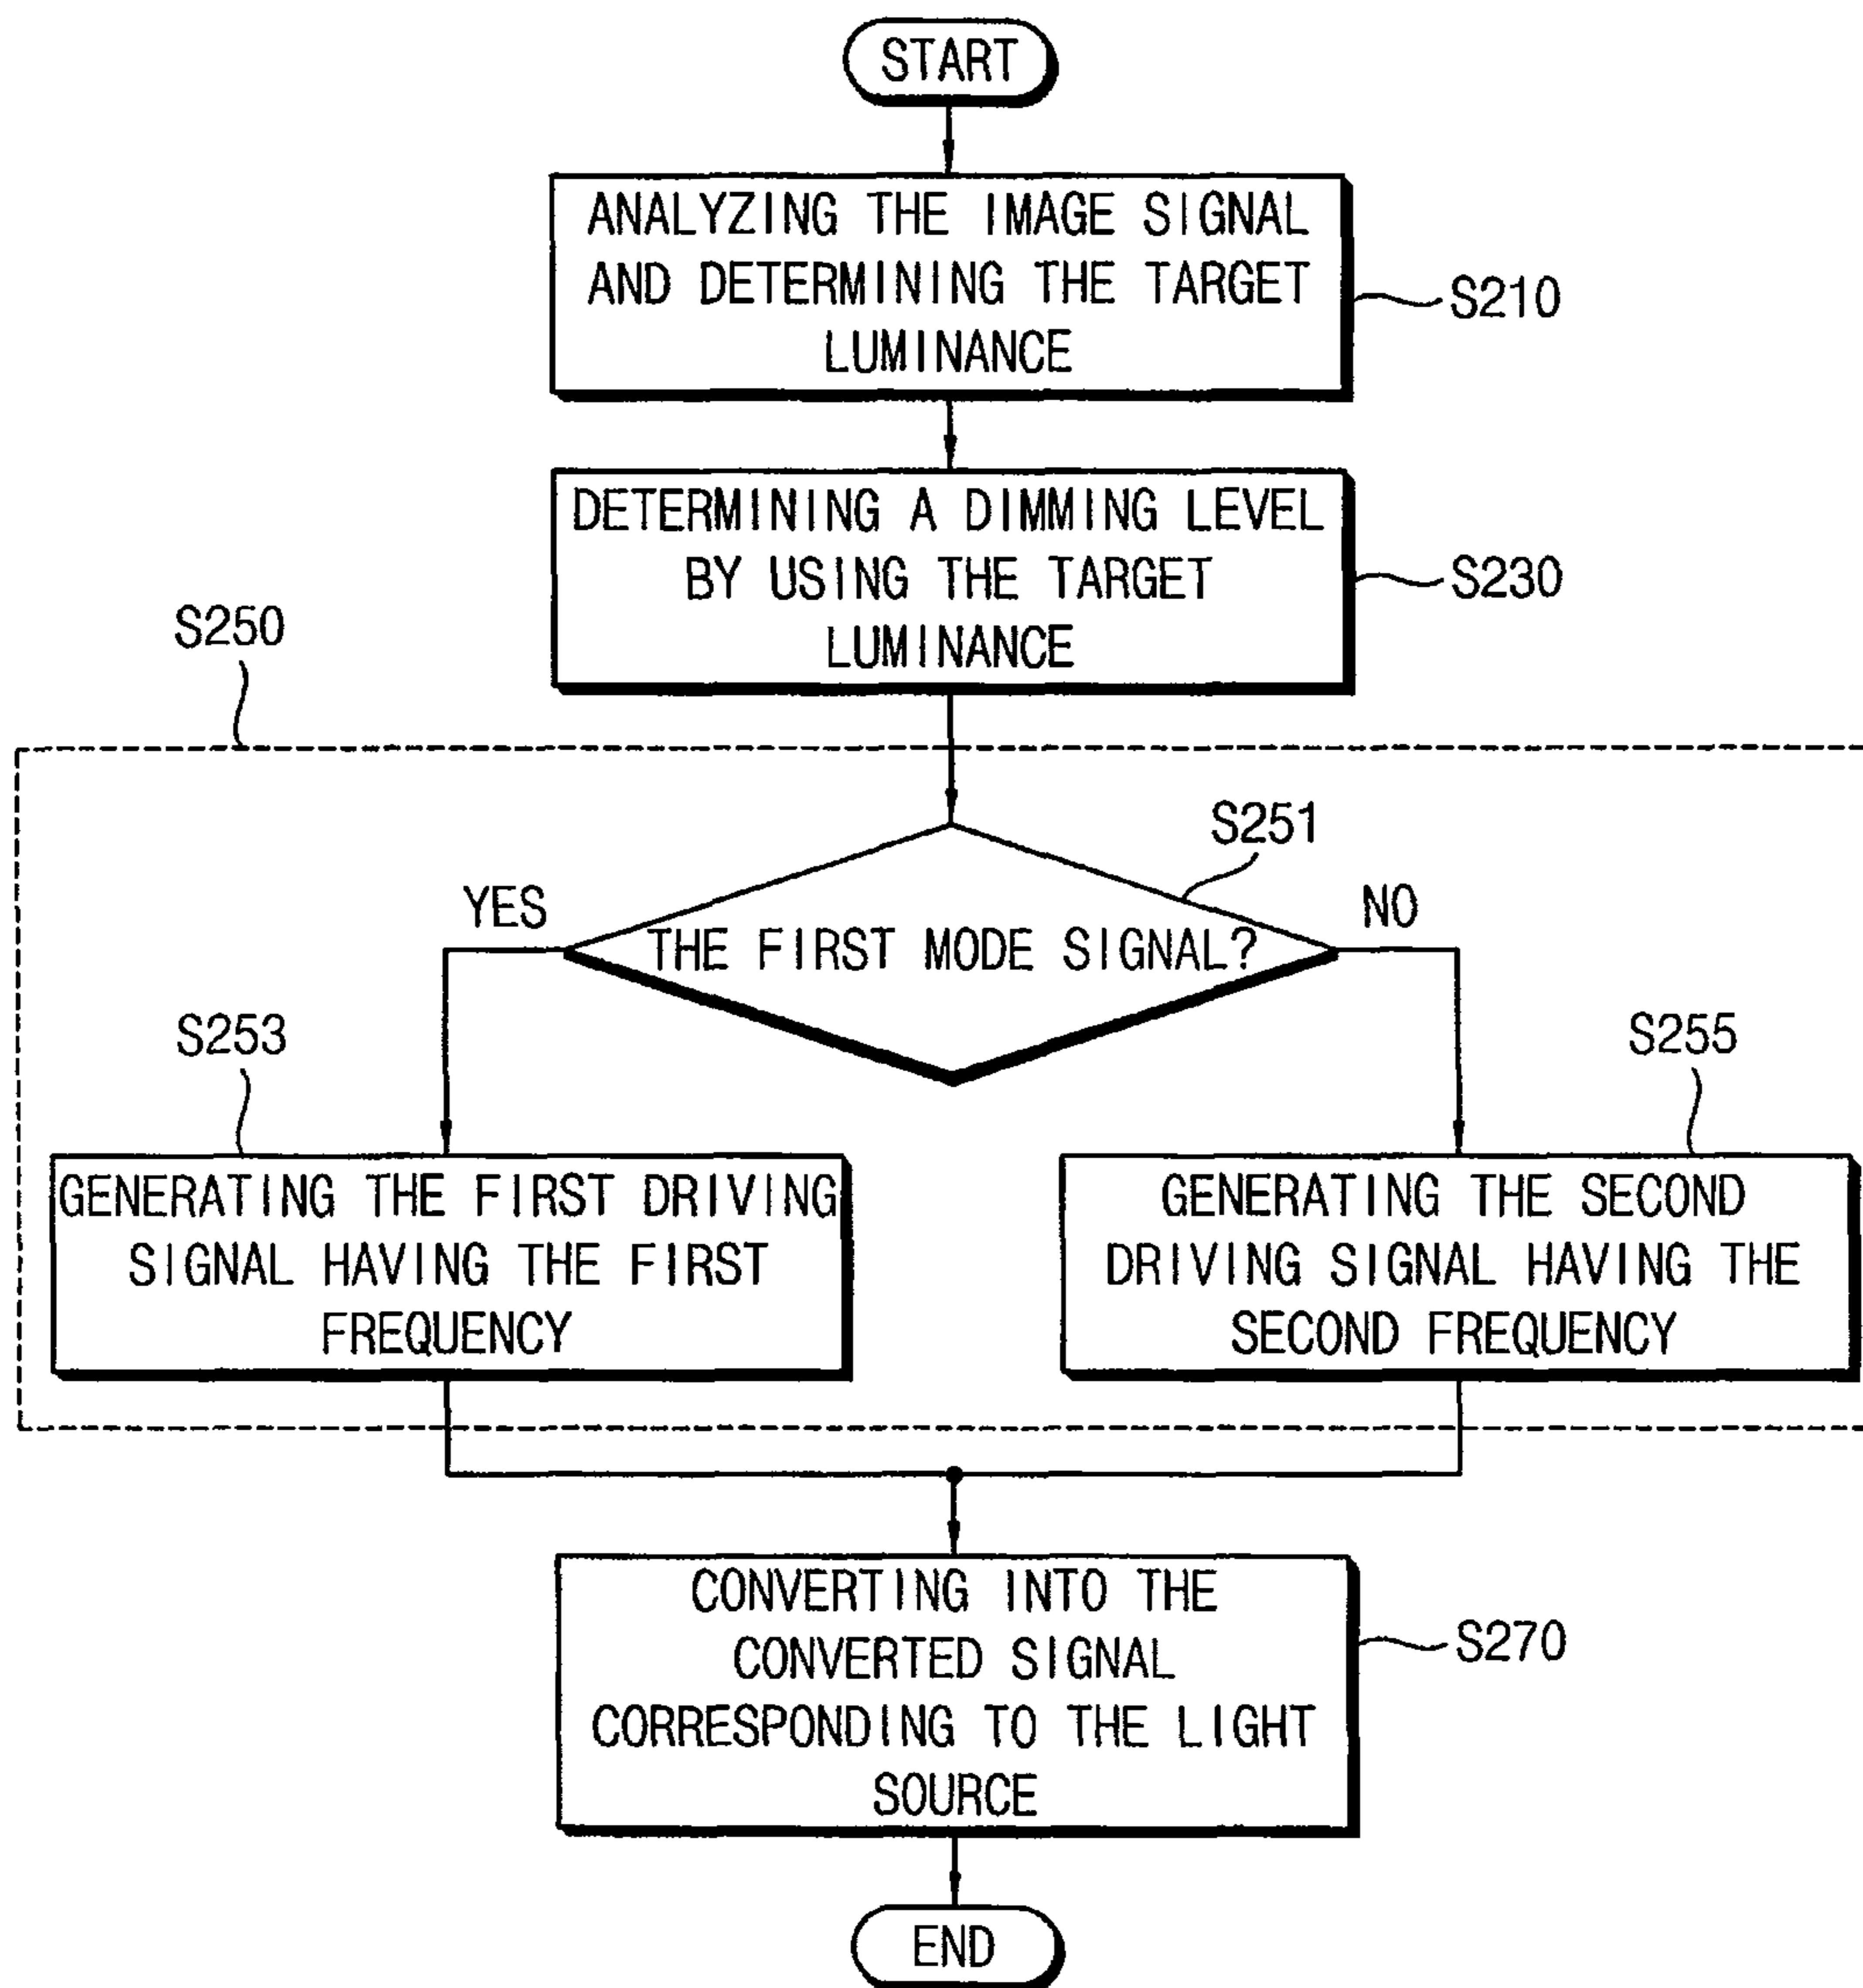 START
ANALYZING THE IMAGE SIGNAL
AND DETERMINING THE TARGET
LUMINANCE
S210
DETERMINING A DIMMING LEVEL
BY USING THE TARGET
LUMINANCE
S230
S250
S251
YES
NO
THE FIRST MODE SIGNAL?
S253
S255
GENERATING THE FIRST DRIVING
SIGNAL HAVING THE FIRST
FREQUENCY
GENERATING THE SECOND
DRIVING SIGNAL HAVING THE
SECOND FREQUENCY
CONVERTING INTO THE
CONVERTED SIGNAL
CORRESPONDING TO THE LIGHT
SOURCE
S270
END